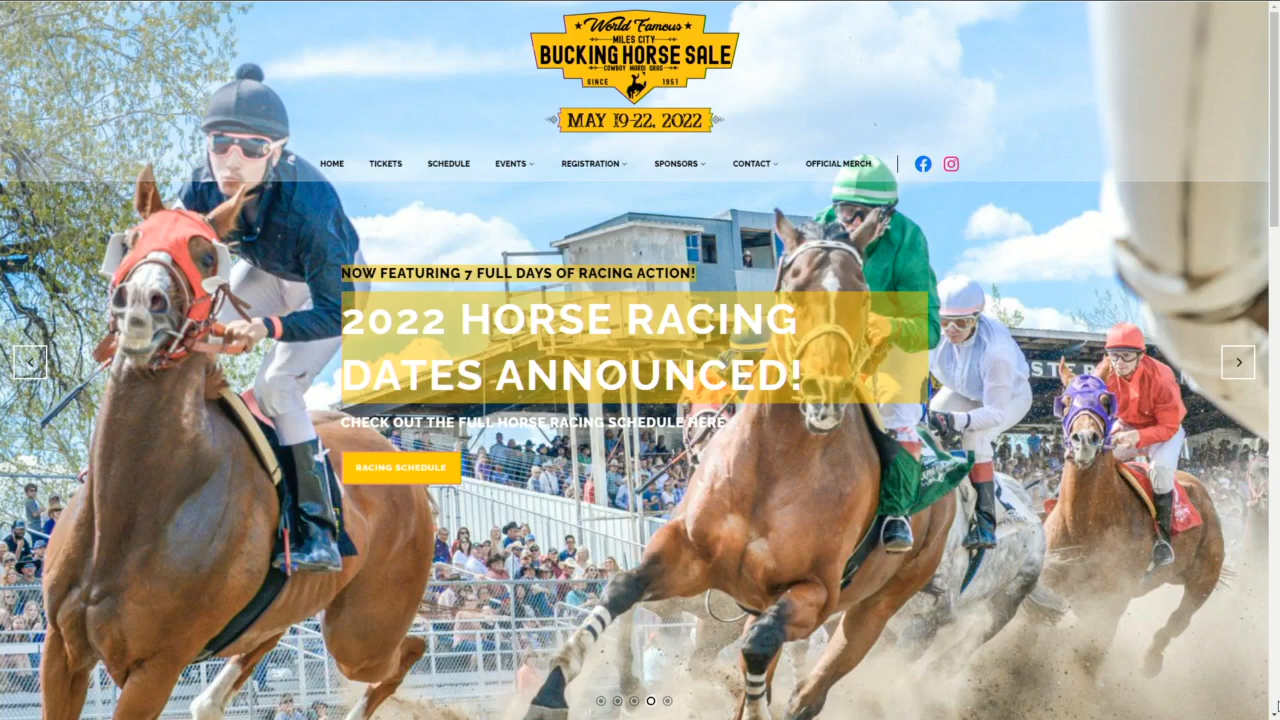 World Famous
MILES CITY
BUCKING HORSE SALE
COWBOY MARDI GRAS
SINCE 1951
MAY 19-22, 2022
HOME TICKETS SCHEDULE EVENTS REGISTRATION SPONSORS CONTACT OFFICIAL MERCH
NOW FEATURING 7 FULL DAYS OF RACING ACTION!
2022 HORSE RACING
DATES ANNOUNCED!
STER
CHECK OUT THE FULL HORSE RACING SCHEDULE HERE
RACING SCHEDULE